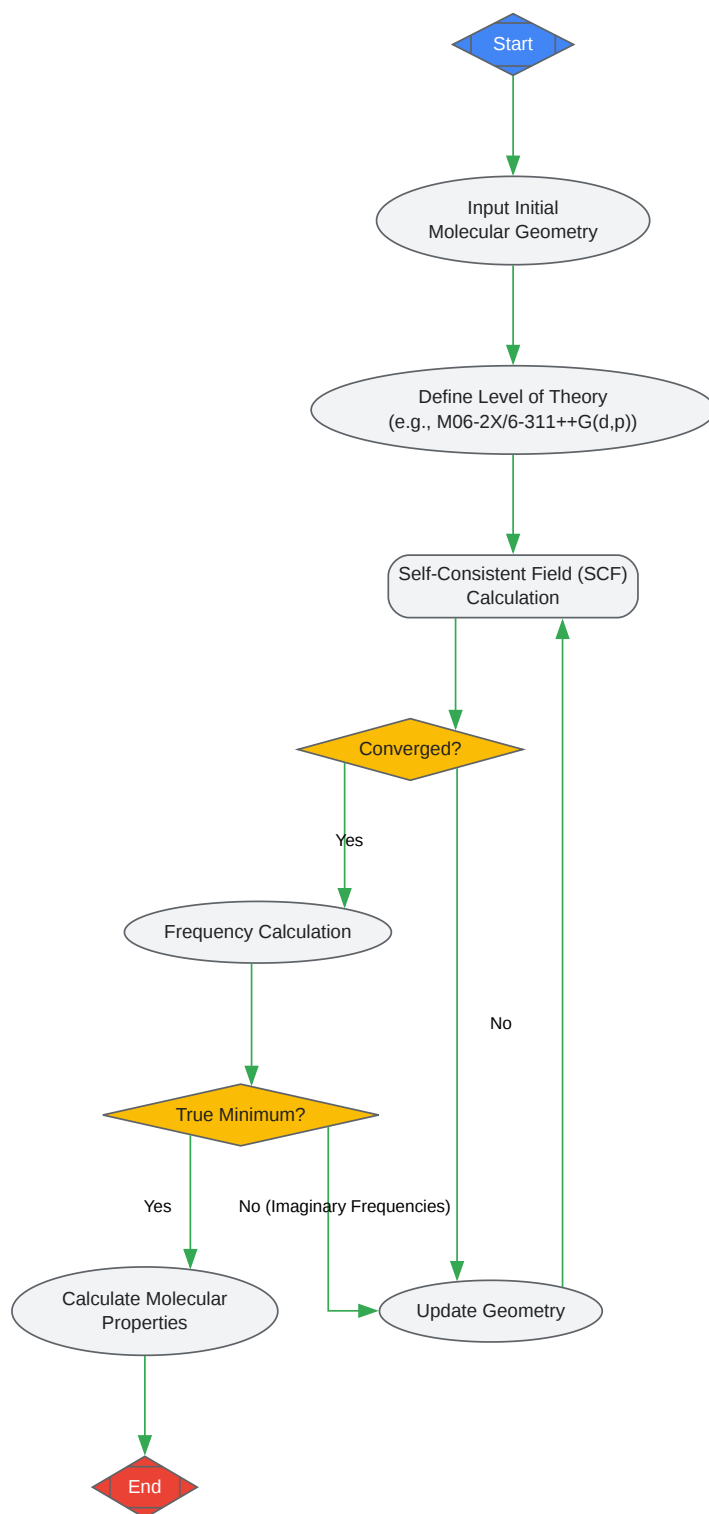 Start
Input Initial
Molecular Geometry
Define Level of Theory
(e.g., M06-2X/6-311++G(d,p))
Self-Consistent Field (SCF)
Calculation
Converged?
Yes
Frequency Calculation
No
True Minimum?
Yes
No (Imaginary Frequencies)
Calculate Molecular
Properties
Update Geometry
End